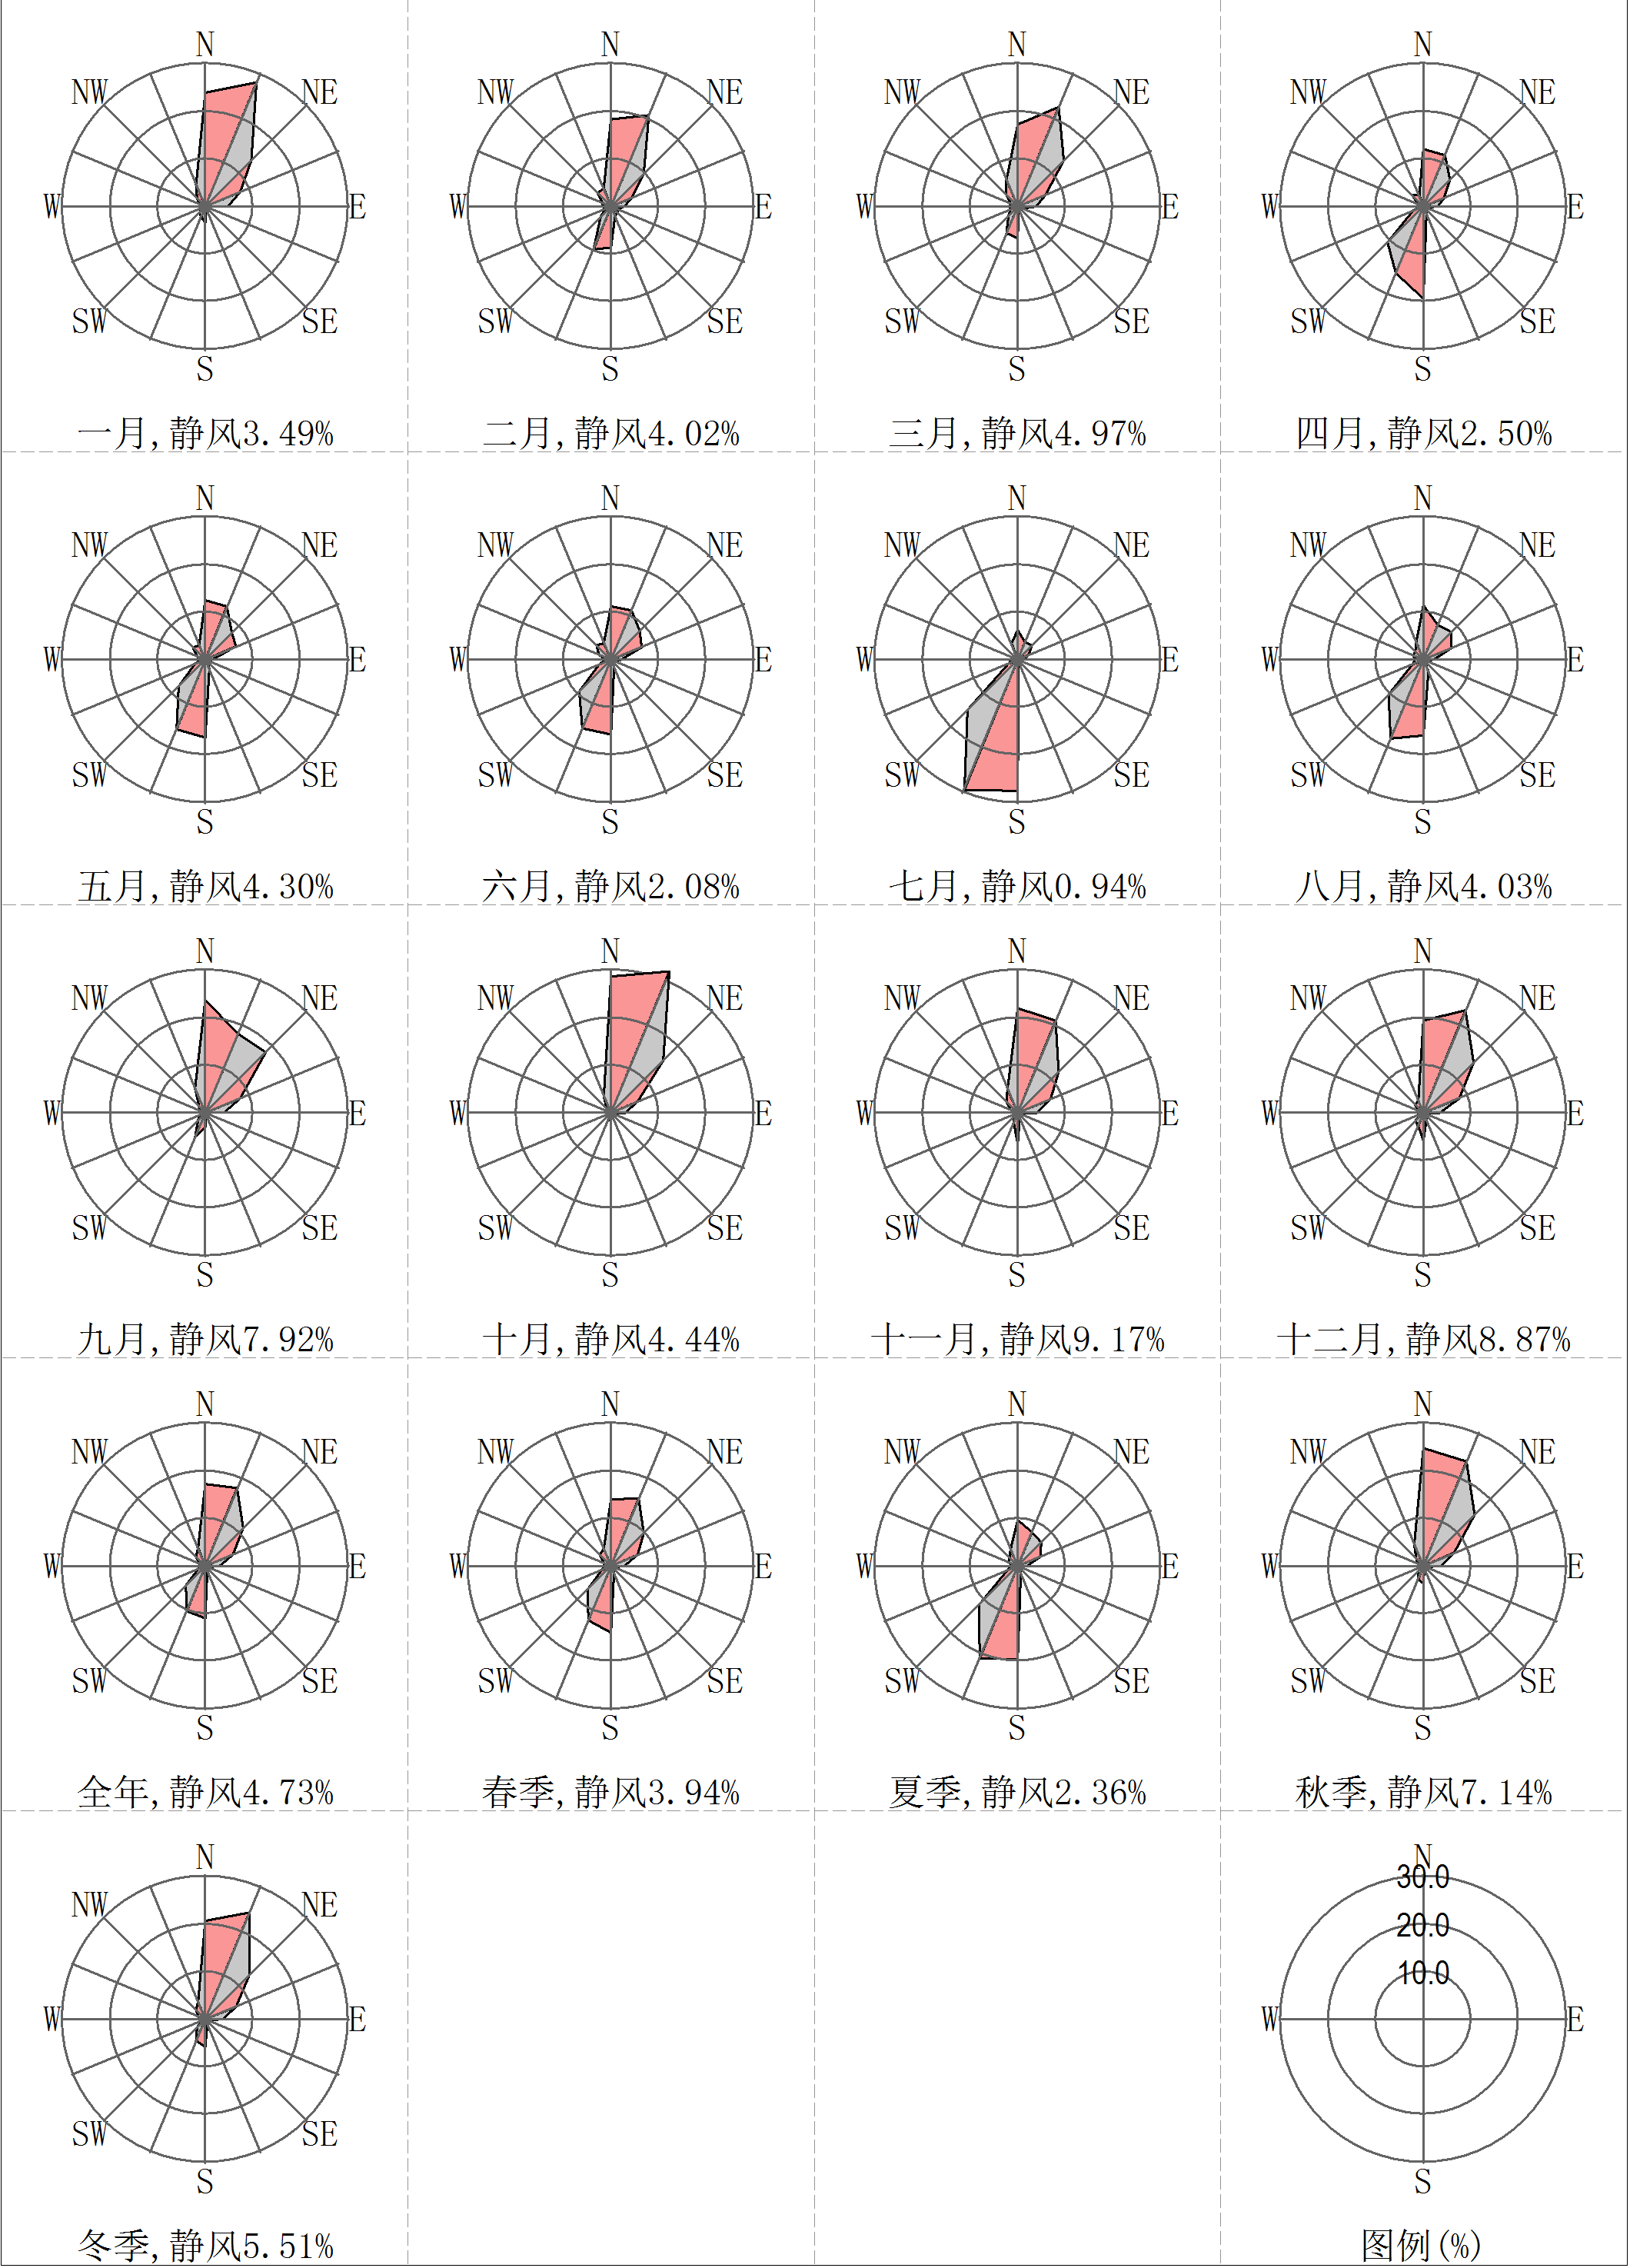 N
NW NE
W E
SW SE
S
一月,静风3.49%
N
NW NE
W E
SW SE
S
二月,静风4.02%
N
NW NE
W E
SW SE
S
三月,静风4.97%
N
NW NE
W E
SW SE
S
四月,静风2.50%
N
NW NE
W E
SW SE
S
五月,静风4.30%
N
NW NE
W E
SW SE
S
六月,静风2.08%
N
NW NE
W E
SW SE
S
七月,静风0.94%
N
NW NE
W E
SW SE
S
八月,静风4.03%
N
NW NE
W E
SW SE
S
九月,静风7.92%
N
NW NE
W E
SW SE
S
十月,静风4.44%
N
NW NE
W E
SW SE
S
十一月,静风9.17%
N
NW NE
W E
SW SE
S
十二月,静风8.87%
N
NW NE
W E
SW SE
S
全年,静风4.73%
N
NW NE
W E
SW SE
S
春季,静风3.94%
N
NW NE
W E
SW SE
S
夏季,静风2.36%
N
NW NE
W E
SW SE
S
秋季,静风7.14%
N
NW NE
W E
SW SE
S
冬季,静风5.51%
N
30.0
20.0
10.0
W E
S
图例(%)